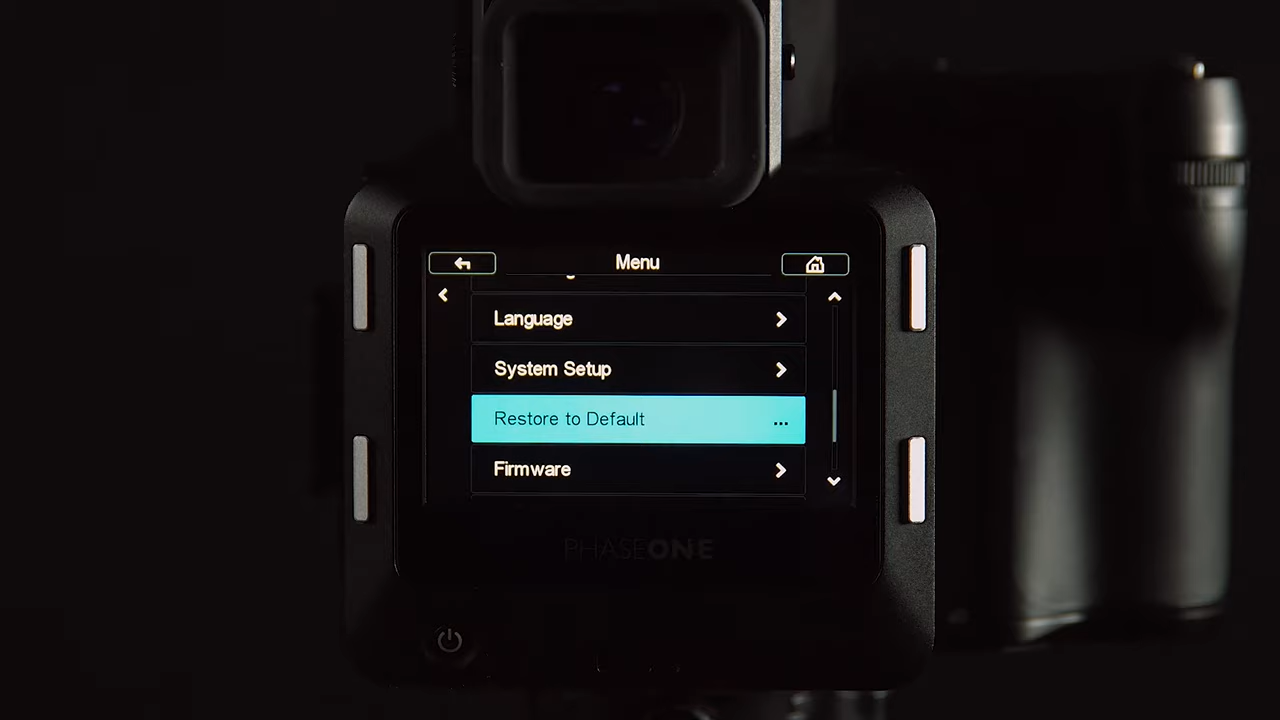 Menu
Language
System Setup
Restore to Default ...
Firmware
PHASEONE